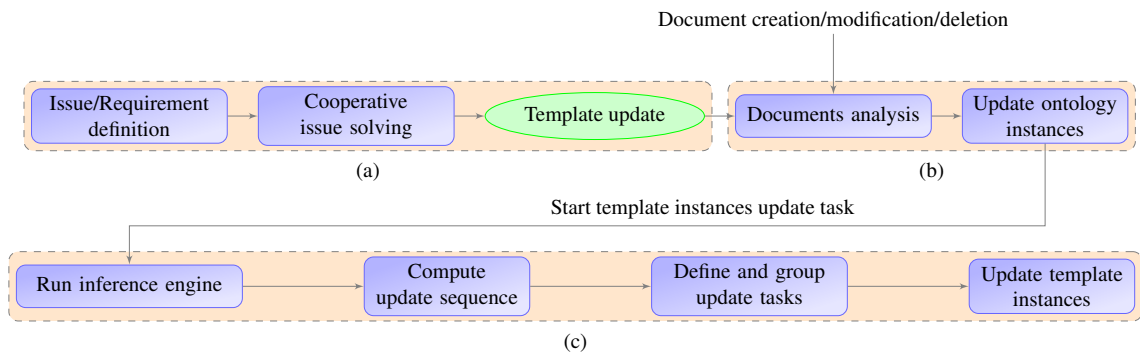 Document creation/modification/deletion
Issue/Requirement
definition
Cooperative
issue solving
Template update
Documents analysis
Update ontology
instances
(a)
(b)
Start template instances update task
Run inference engine
Compute
update sequence
Define and group
update tasks
Update template
instances
(c)